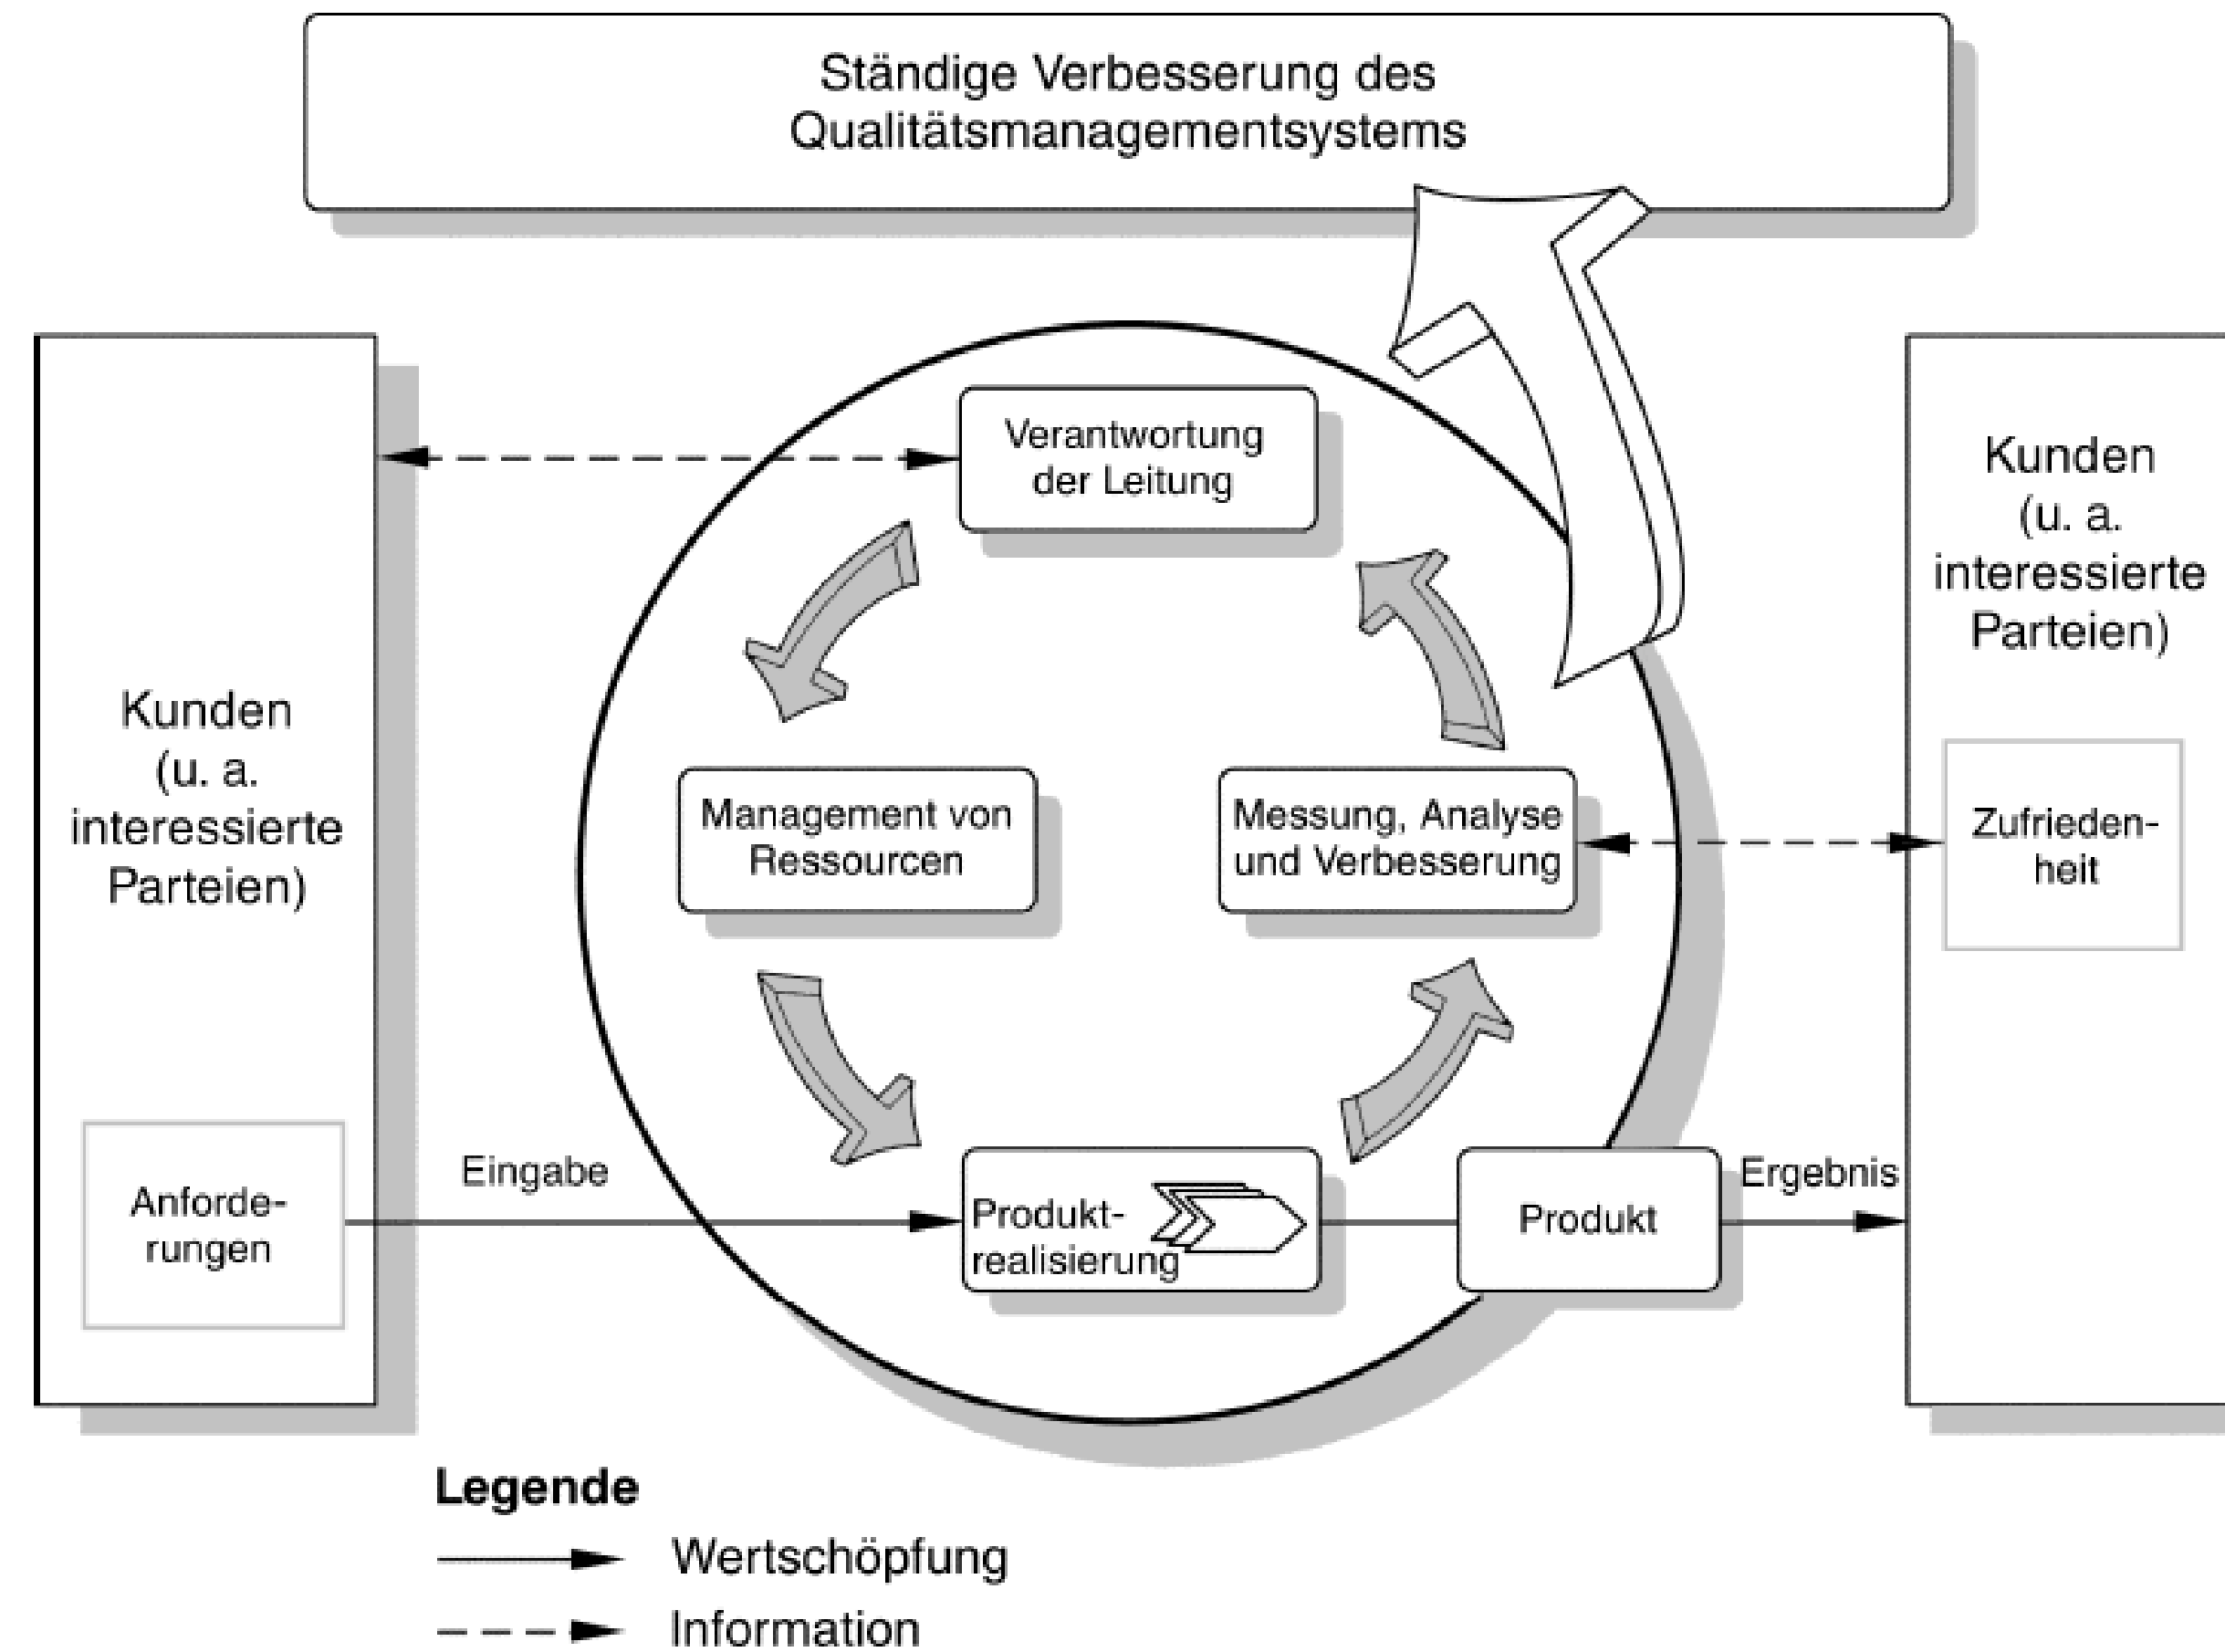 Ständige Verbesserung des
Qualitätsmanagementsystems
Kunden
(u. a.
interessierte
Parteien)
Anforde-
rungen
Eingabe
Verantwortung
der Leitung
Management von
Ressourcen
Messung, Analyse
und Verbesserung
Produkt-
realisierung
Produkt
Ergebnis
Kunden
(u. a.
interessierte
Parteien)
Zufrieden-
heit
Legende
Wertschöpfung
Information